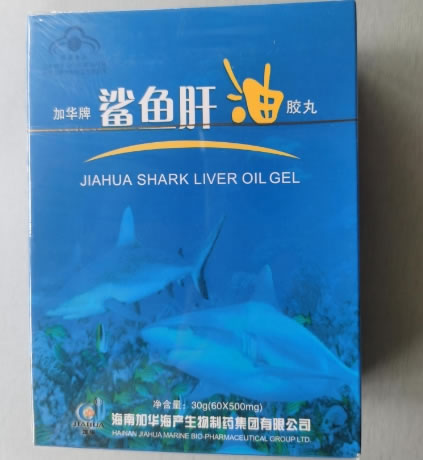 加华牌 鲨鱼肝油 胶丸
JIAHUA SHARK LIVER OIL GEL
净含量：30g(60X500mg)
JIAHUA
海南加华海产生物制药集团有限公司
HAINAN JIAHUA MARINE BIO-PHARMACEUTICAL GROUP LTD.